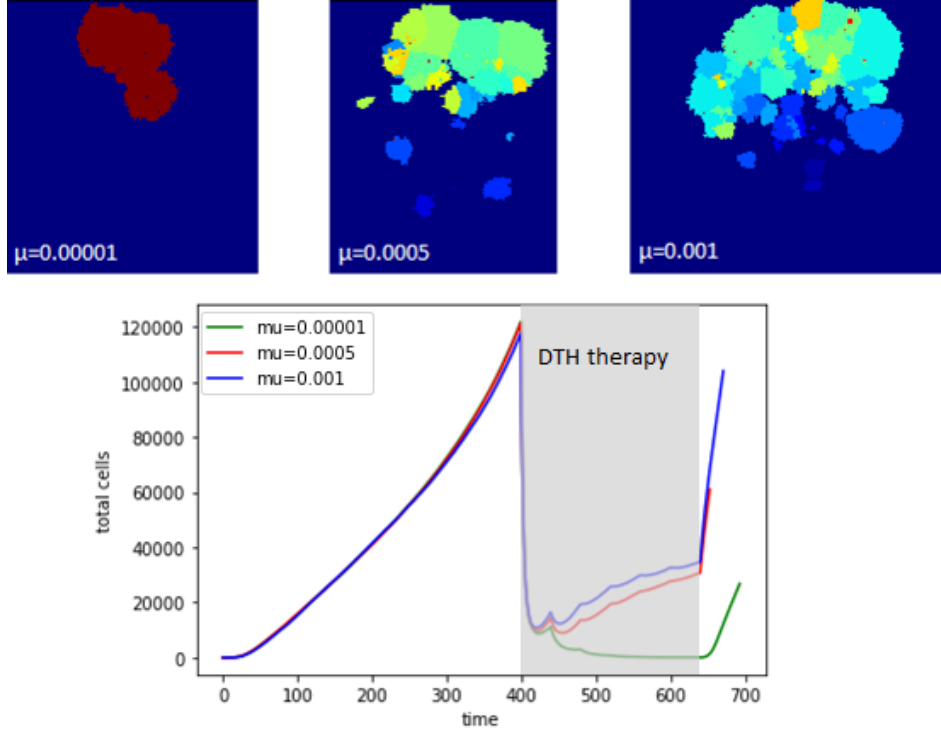 μ=0.00001
μ=0.0005
μ=0.001
mu=0.00001
mu=0.0005
mu=0.001
DTH therapy
120000
100000
80000
60000
40000
20000
0
total cells
0 100 200 300 400 500 600 700
time